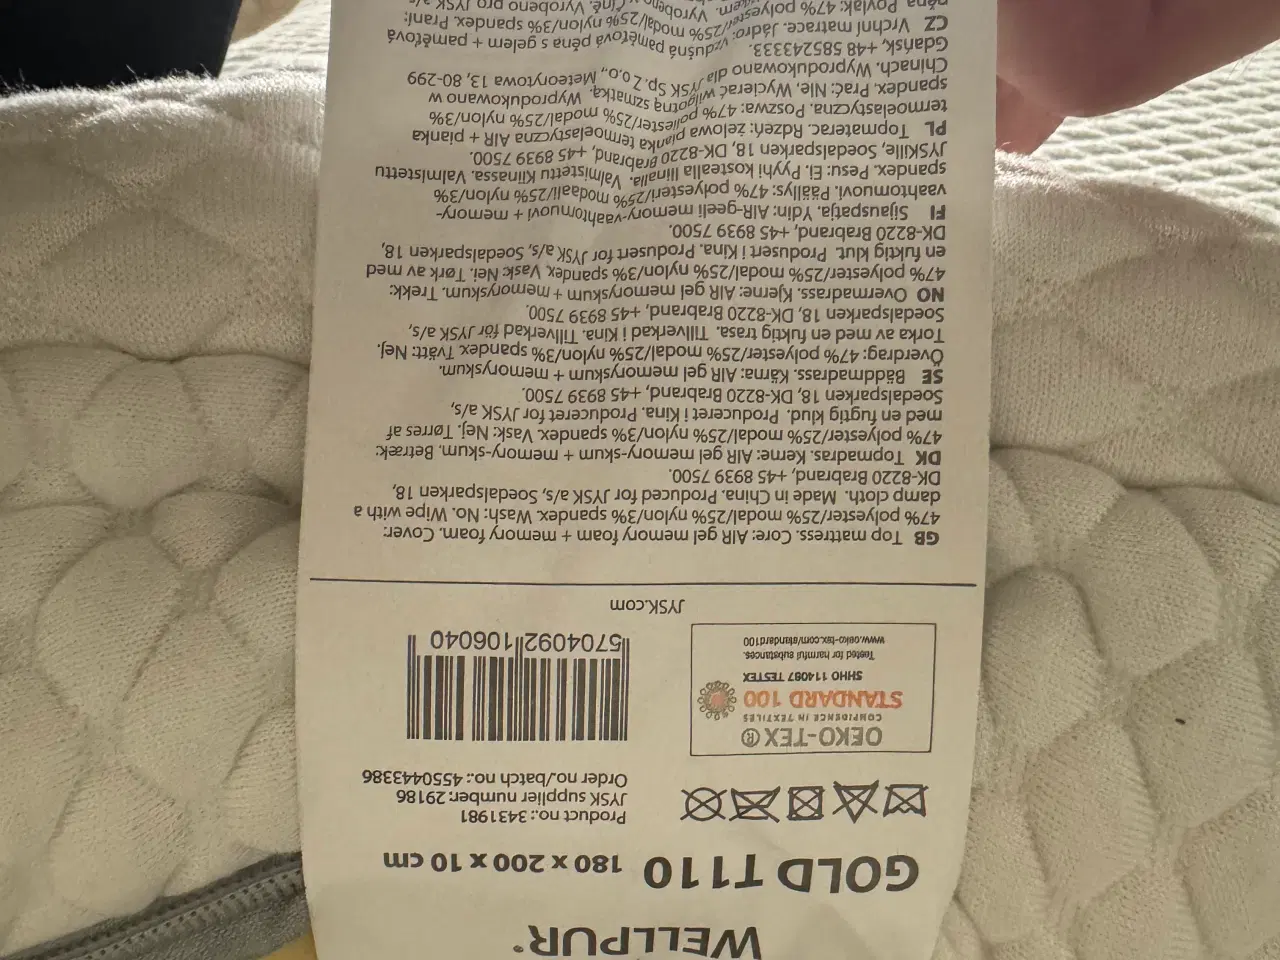 WELLPUR®
GOLD T110 180 x 200 x 10 cm
Product no.: 3431981
JYSK supplier number: 29186
Order no./batch no.: 4550443386
OEKO-TEX®
CONFIDENCE IN TEXTILES
STANDARD 100
SHHO 114087 TESTEX
Tested for harmful substances.
www.oeko-tex.com/standard100
5704092106040
JYSK.com
GB Top mattress. Core: AIR gel memory foam + memory foam. Cover:
47% polyester/25% modal/25% nylon/3% spandex. Wash: No. Wipe with a
damp cloth. Made in China. Produced for JYSK a/s, Soedalsparken 18,
DK-8220 Brabrand, +45 8939 7500.
DK Topmadras. Kerne: AIR gel memory-skum + memory-skum. Betræk:
47% polyester/25% modal/25% nylon/3% spandex. Vask: Nej. Tørres af
med en fugtig klud. Produceret i Kina. Produceret for JYSK a/s,
Soedalsparken 18, DK-8220 Brabrand, +45 8939 7500.
SE Bäddmadrass. Kärna: AIR gel memoryskum + memoryskum.
Överdrag: 47% polyester/25% modal/25% nylon/3% spandex. Tvätt: Nej.
Torka av med en fuktig trasa. Tillverkad i Kina. Tillverkad för JYSK a/s,
Soedalsparken 18, DK-8220 Brabrand, +45 8939 7500.
NO Overmadrass. Kjerne: AIR gel memoryskum + memoryskum. Trekk:
47% polyester/25% modal/25% nylon/3% spandex. Vask: Nei. Tørk av med
en fuktig klut. Produsert i Kina. Produsert for JYSK a/s, Soedalsparken 18,
DK-8220 Brabrand, +45 8939 7500.
FI Sijauspatja. Ydin: AIR-geeli memory-vaahtomuovi + memory-
vaahtomuovi. Päällys: 47% polyesteri/25% modaali/25% nylon/3%
spandex. Pesu: Ei. Pyyhi kostealla liinalla. Valmistettu Kiinassa. Valmistettu
JYSKille, Soedalsparken 18, DK-8220 Brabrand, +45 8939 7500.
PL Topmaterac. Rdzeń: żelowa pianka termoelastyczna AIR + pianka
termoelastyczna. Poszwa: 47% poliester/25% modal/25% nylon/3%
spandex. Prać: Nie, Wycierać wilgotną szmatką. Wyprodukowano w
Chinach. Wyprodukowano dla JYSK Sp. Z o.o., Meteorytowa 13, 80-299
Gdańsk, +48 585243333.
CZ Vrchní matrace. Jádro: vzdušná paměťová pěna s gelem + paměťová
pěna. Povlak: 47% polyester/25% modal/25% nylon/3% spandex. Praní:
Vyrobeno v Číně. Vyrobeno pro JYSK a/s